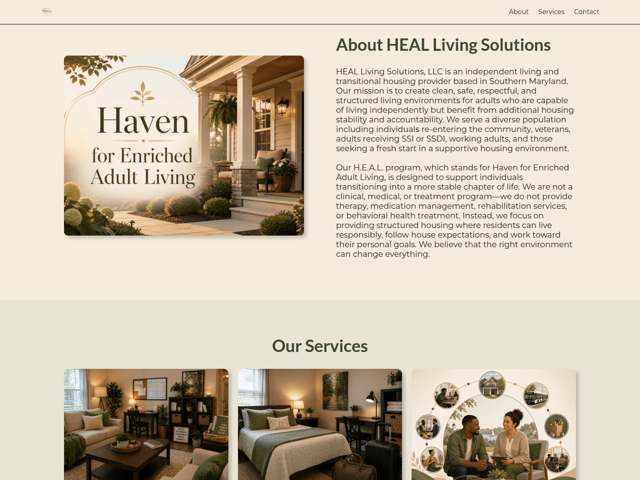 About Services Contact
Haven
for Enriched
Adult Living
About HEAL Living Solutions
HEAL Living Solutions, LLC is an independent living and
transitional housing provider based in Southern Maryland.
Our mission is to create clean, safe, respectful, and
structured living environments for adults who are capable
of living independently but benefit from additional housing
stability and accountability. We serve a diverse population
including individuals re-entering the community, veterans,
adults receiving SSI or SSDI, working adults, and those
seeking a fresh start in a supportive housing environment.
Our H.E.A.L. program, which stands for Haven for Enriched
Adult Living, is designed to support individuals
transitioning into a more stable chapter of life. We are not a
clinical, medical, or treatment program—we do not provide
therapy, medication management, rehabilitation services,
or behavioral health treatment. Instead, we focus on
providing structured housing where residents can live
responsibly, follow house expectations, and work toward
their personal goals. We believe that the right environment
can change everything.
Our Services